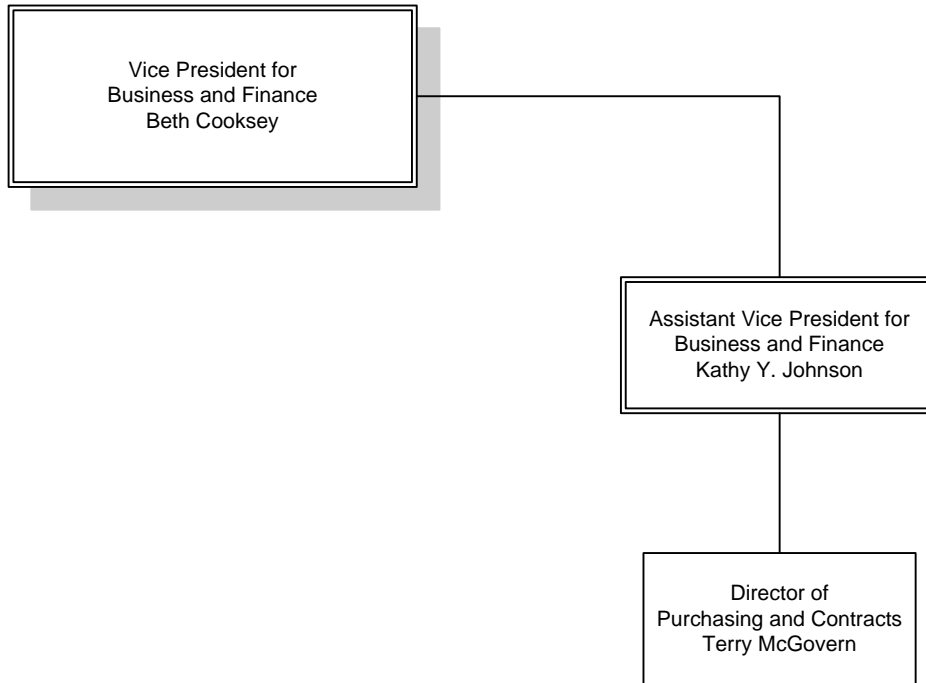 Vice President for
Business and Finance
Beth Cooksey
Assistant Vice President for
Business and Finance
Kathy Y. Johnson
Director of
Purchasing and Contracts
Terry McGovern